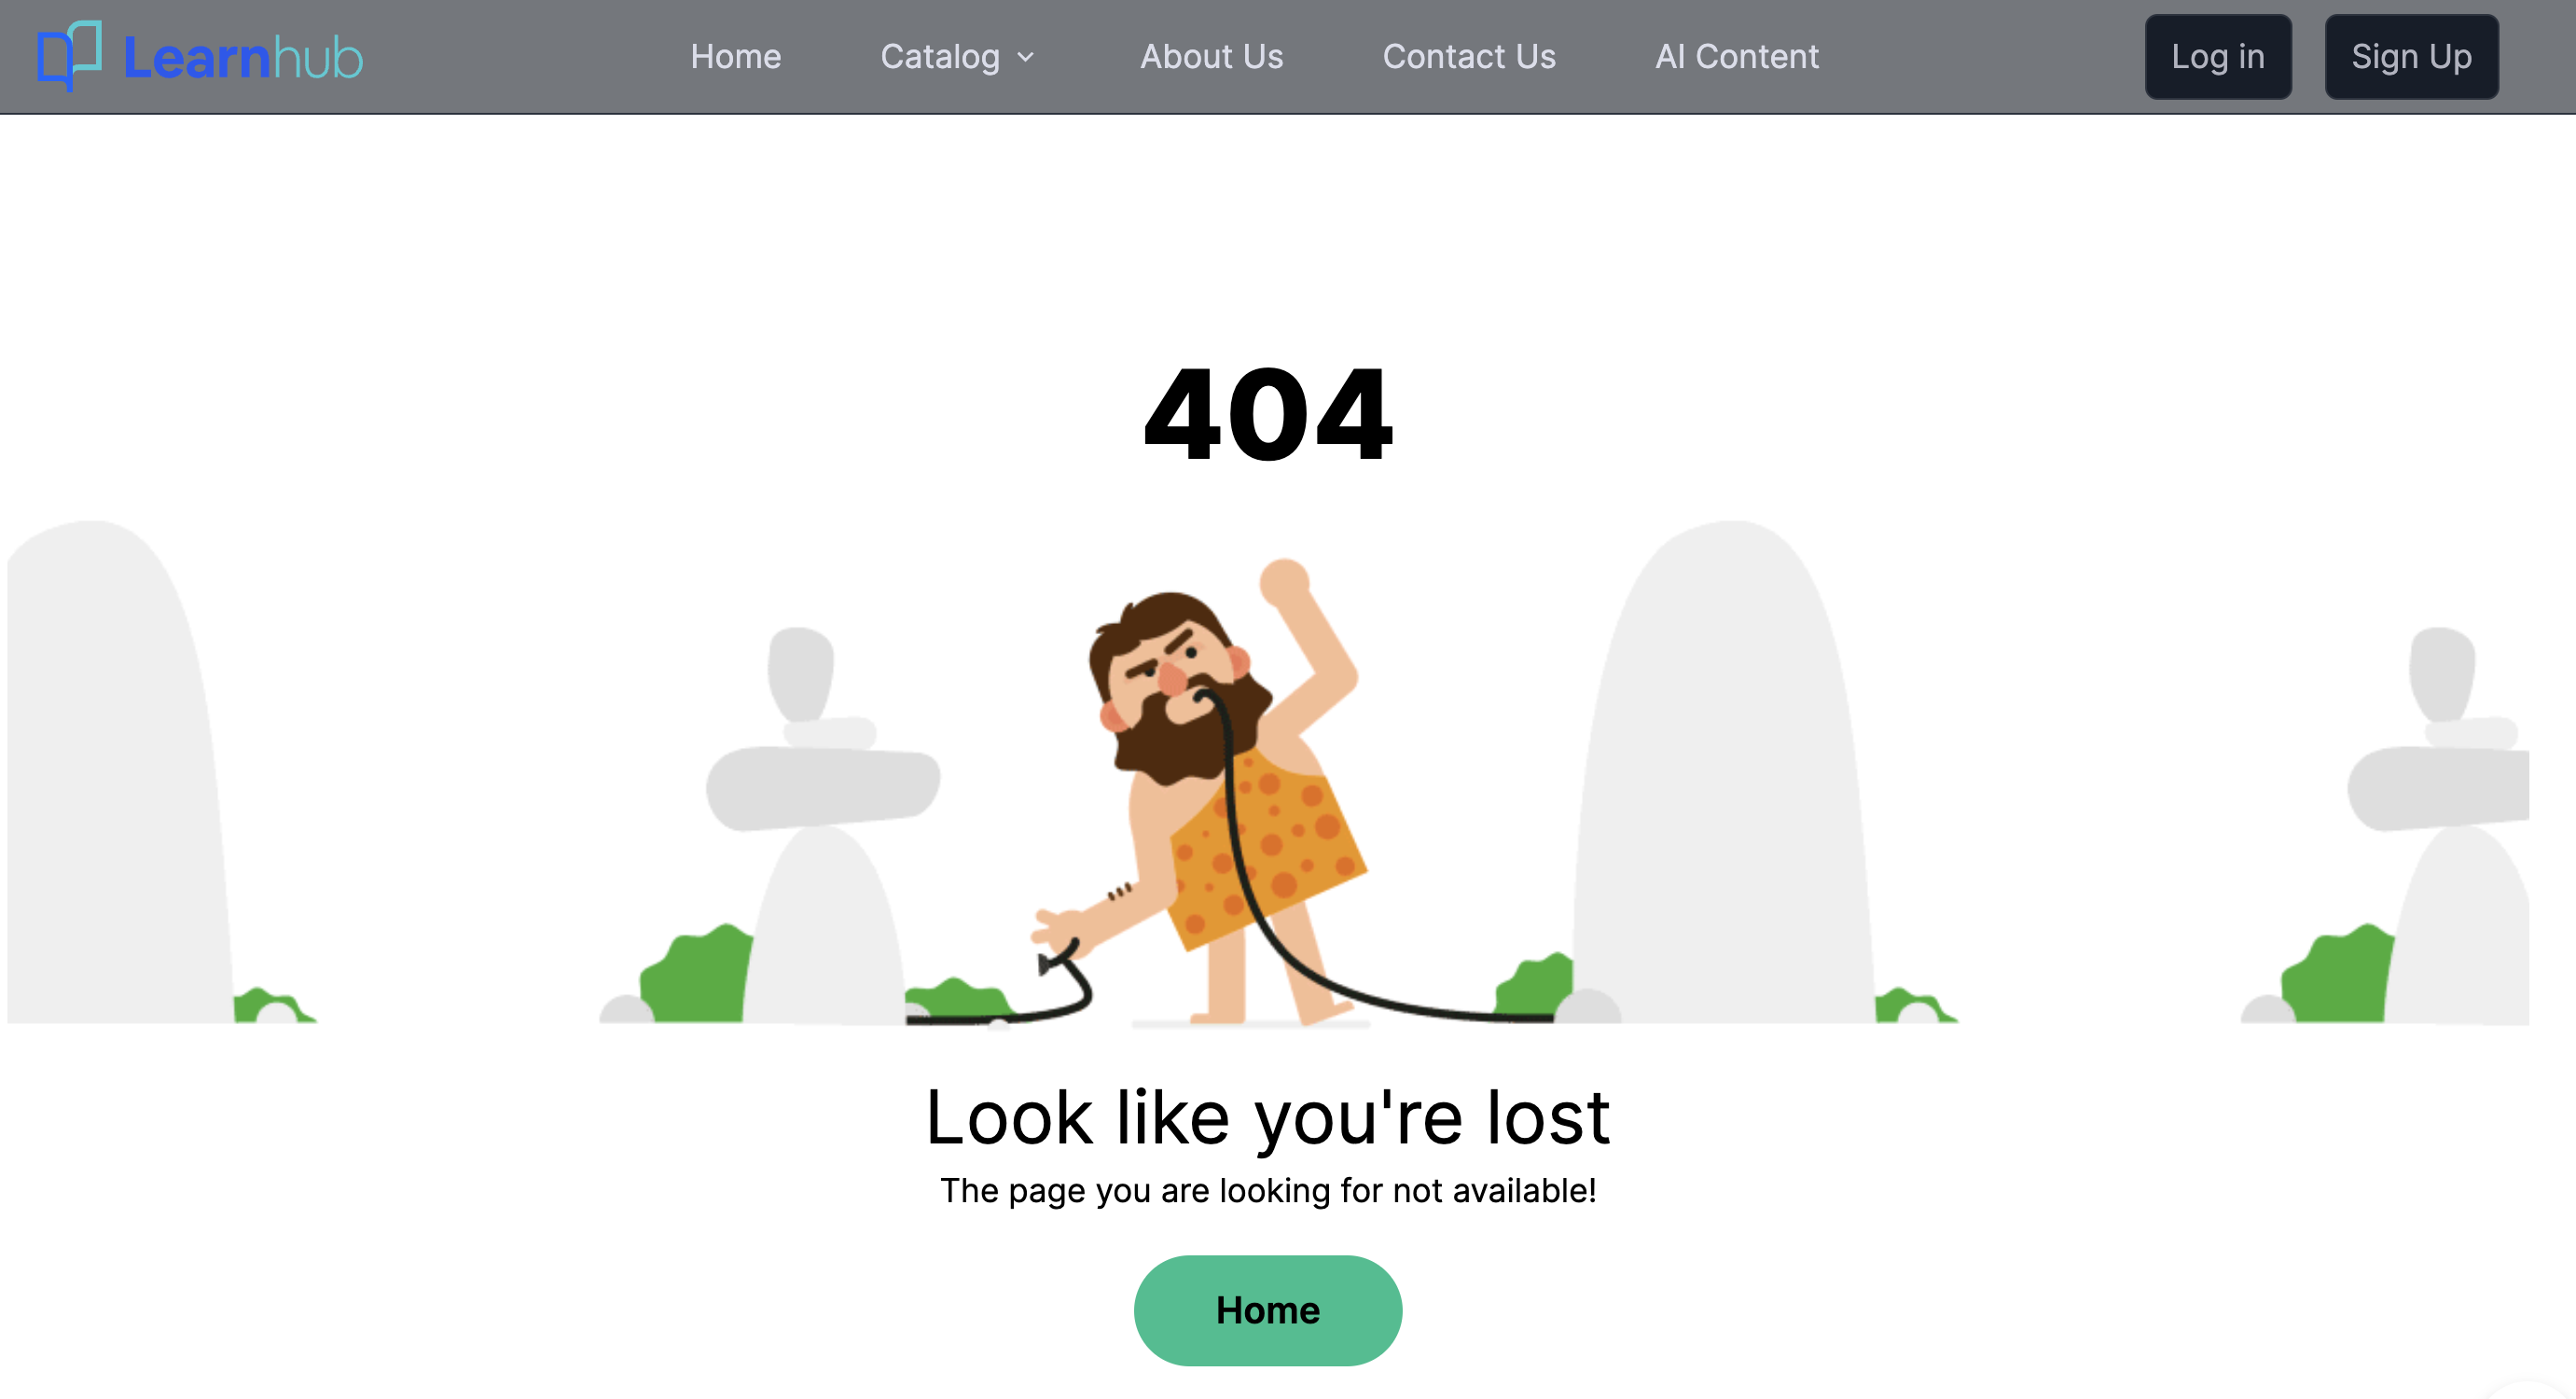 Learnhub
Home Catalog About Us Contact Us AI Content Log in Sign Up
404
Look like you're lost
The page you are looking for not available!
Home